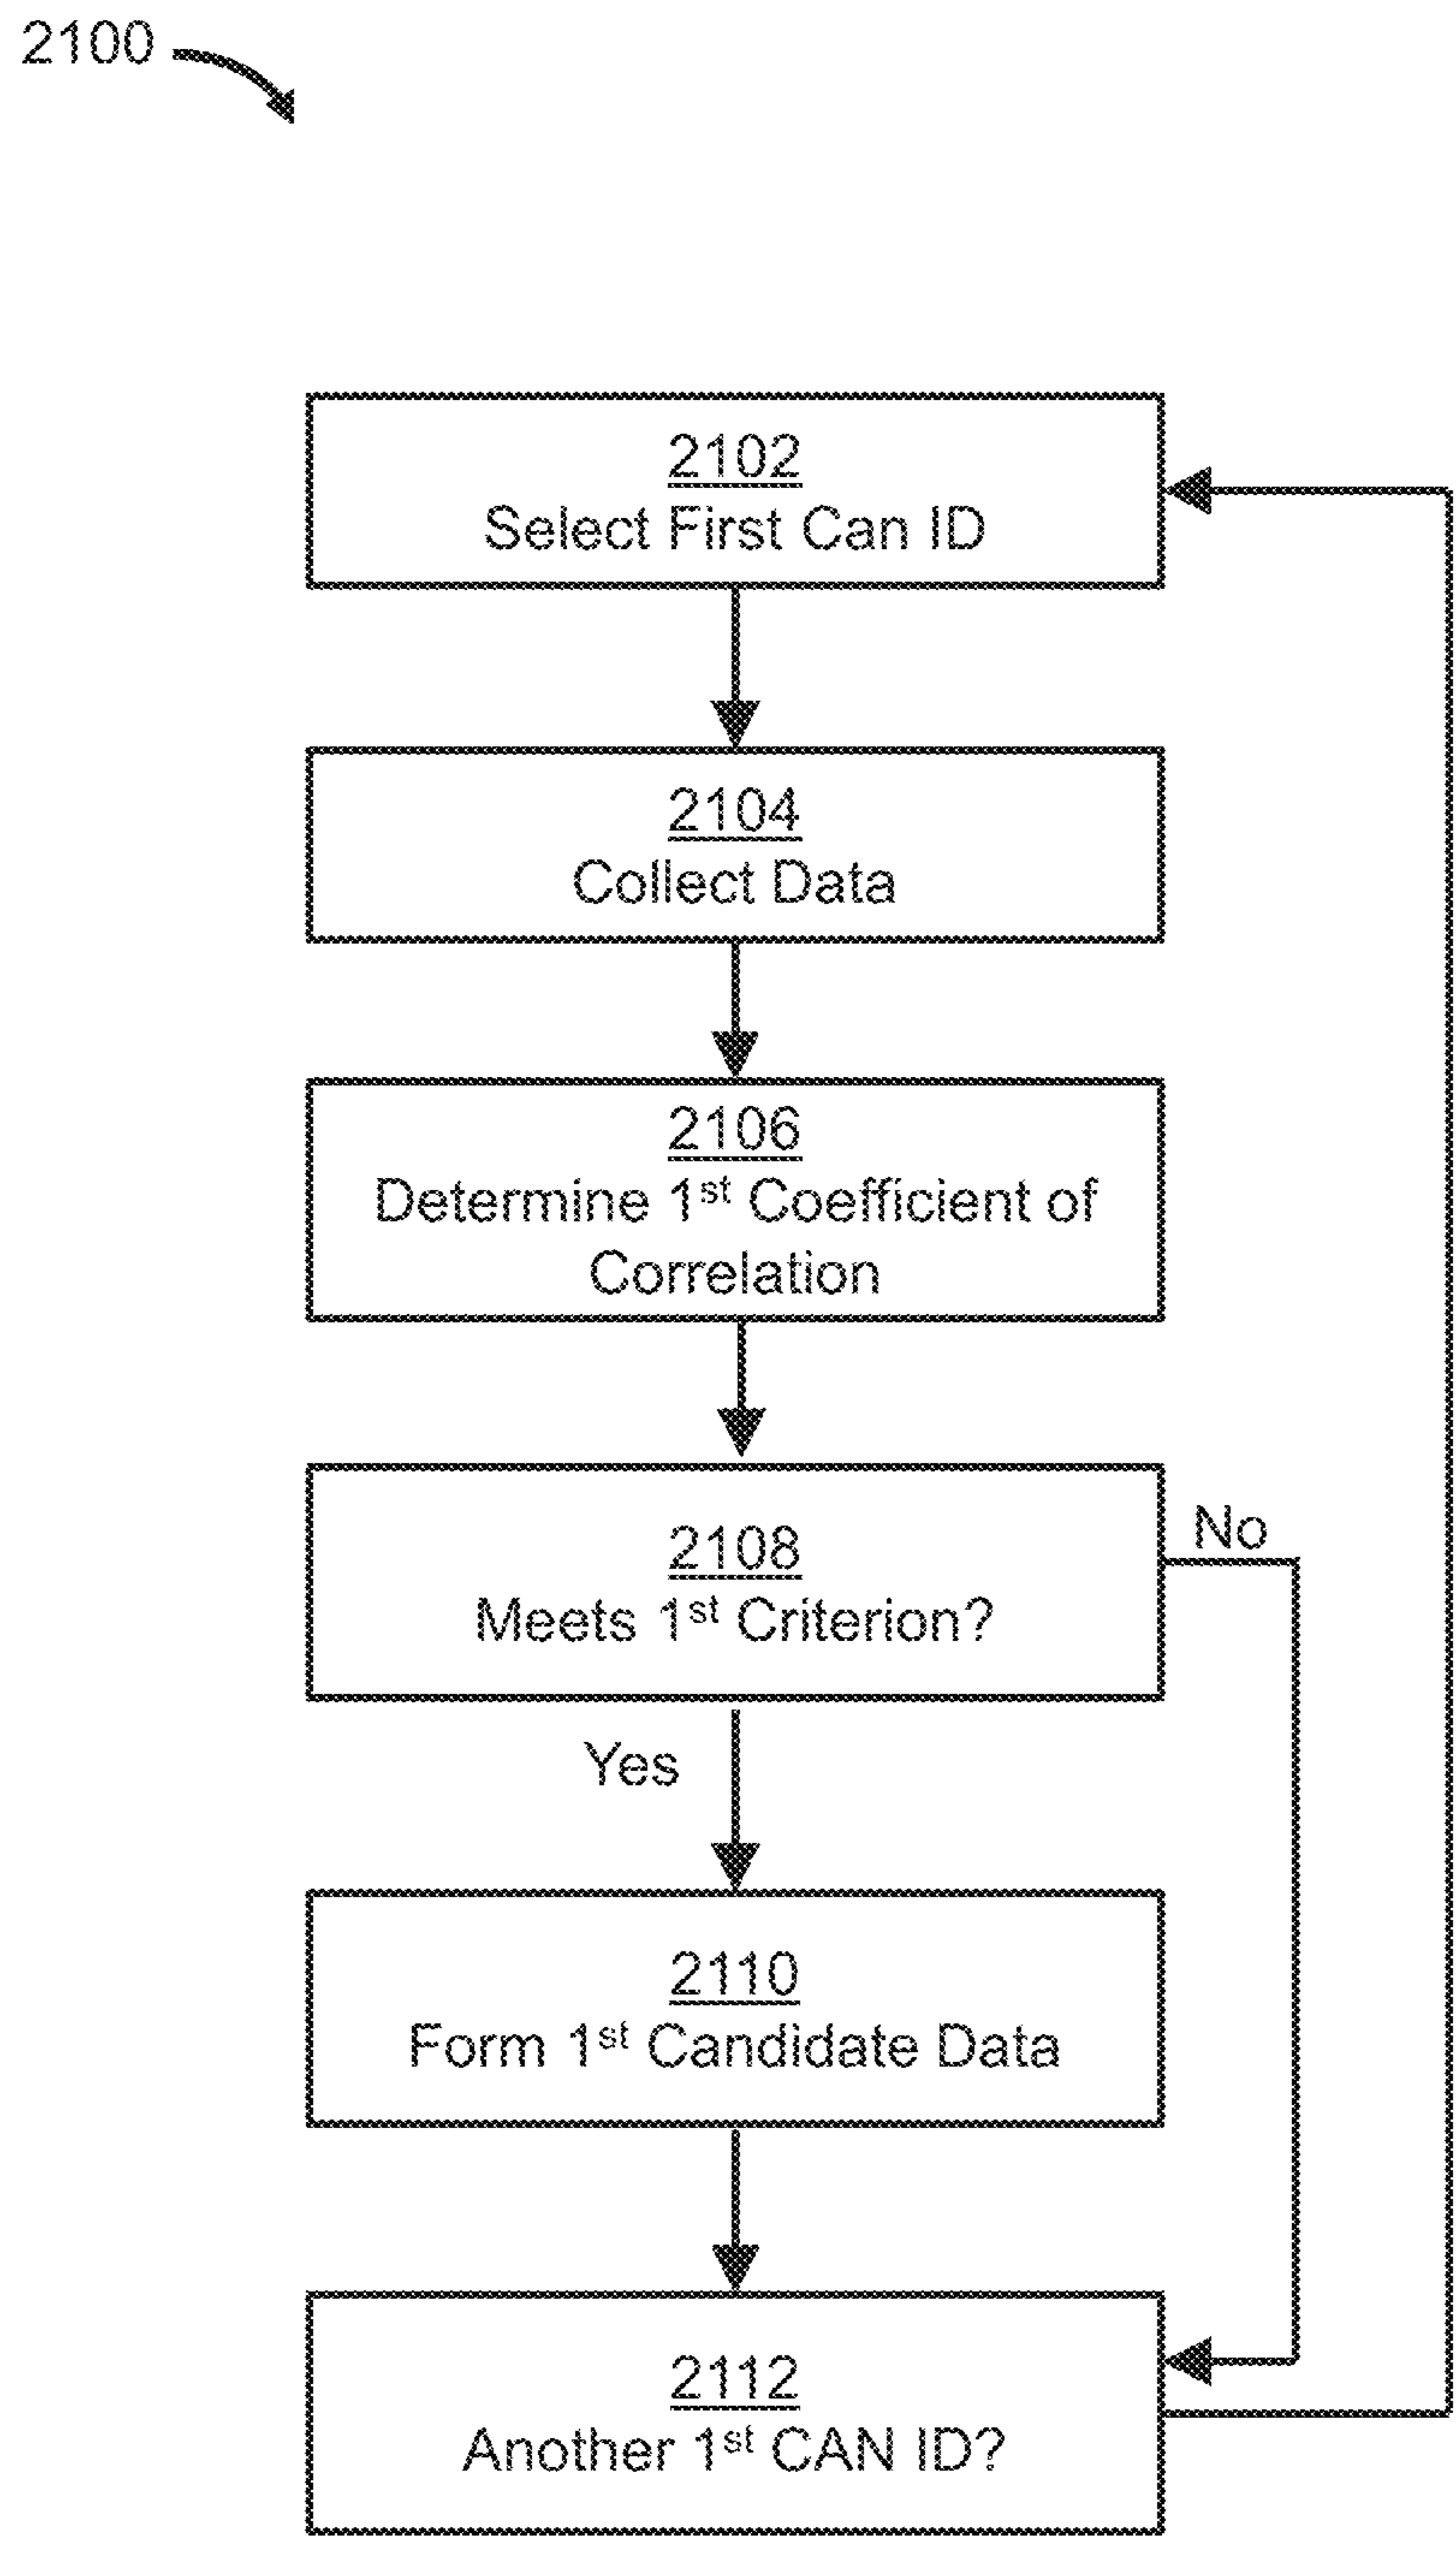 2100
2102
Select First Can ID
2104
Collect Data
2106
Determine 1st Coefficient of
Correlation
2108
Meets 1st Criterion?
No
Yes
2110
Form 1st Candidate Data
2112
Another 1st CAN ID?